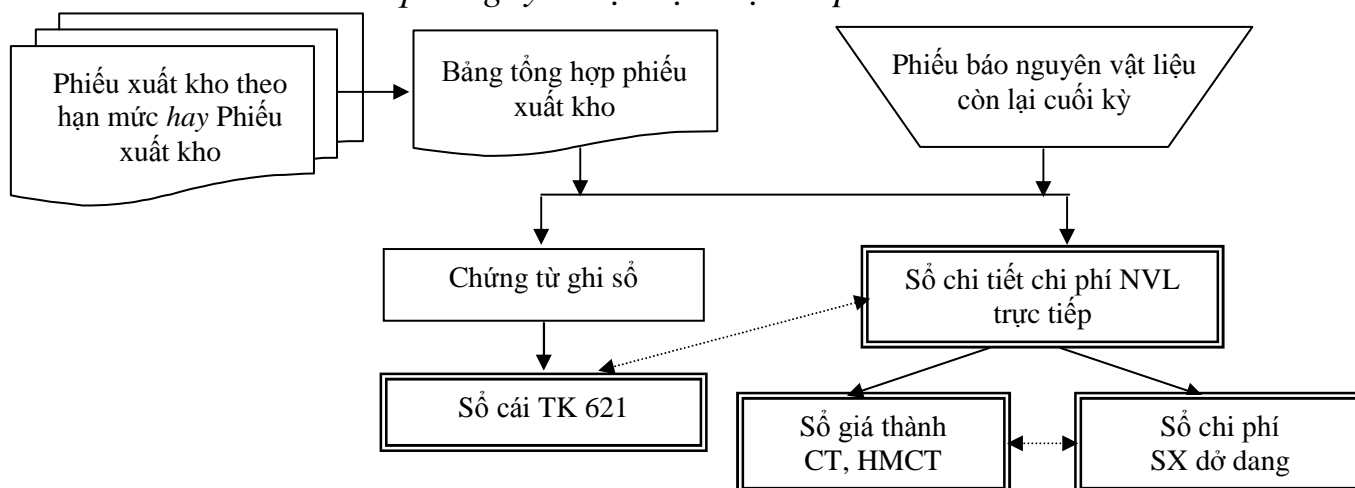 Phiếu xuất kho theo
hạn mức hay Phiếu
xuất kho
Bảng tổng hợp phiếu
xuất kho
Phiếu báo nguyên vật liệu
còn lại cuối kỳ
Chứng từ ghi sổ
Sổ chi tiết chi phí NVL
trực tiếp
Sổ cái TK 621
Sổ giá thành
CT, HMCT
Sổ chi phí
SX dở dang